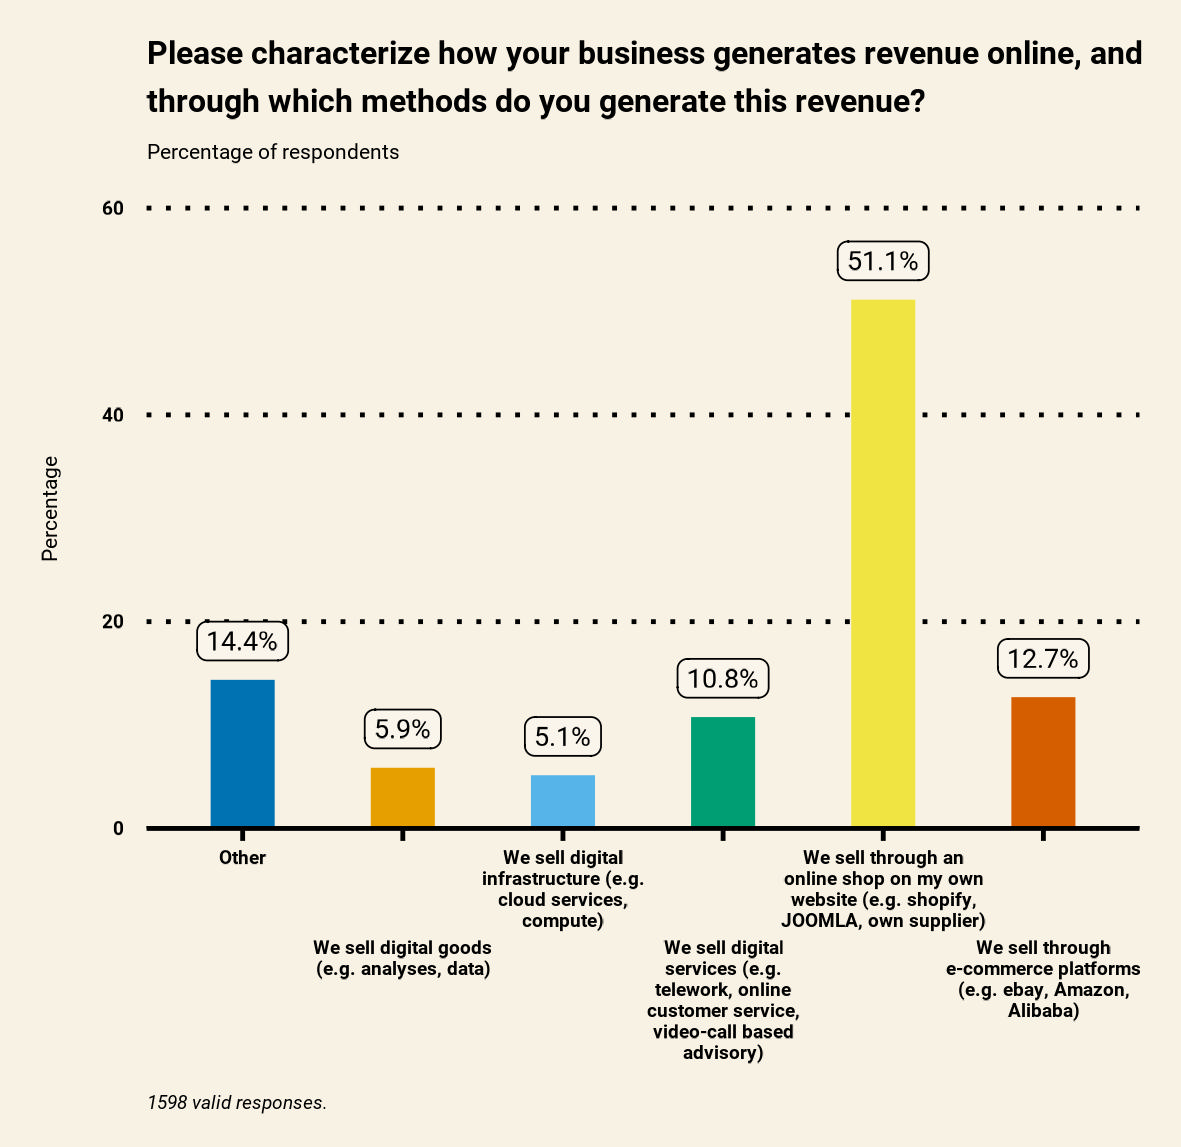 Please characterize how your business generates revenue online, and
through which methods do you generate this revenue?
Percentage of respondents
Percentage
60
40
20
0
14.4%
5.9%
5.1%
10.8%
51.1%
12.7%
Other
We sell digital goods
(e.g. analyses, data)
We sell digital
infrastructure (e.g.
cloud services,
compute)
We sell digital
services (e.g.
telework, online
customer service,
video-call based
advisory)
We sell through an
online shop on my own
website (e.g. shopify,
JOOMLA, own supplier)
We sell through
e-commerce platforms
(e.g. ebay, Amazon,
Alibaba)
1598 valid responses.